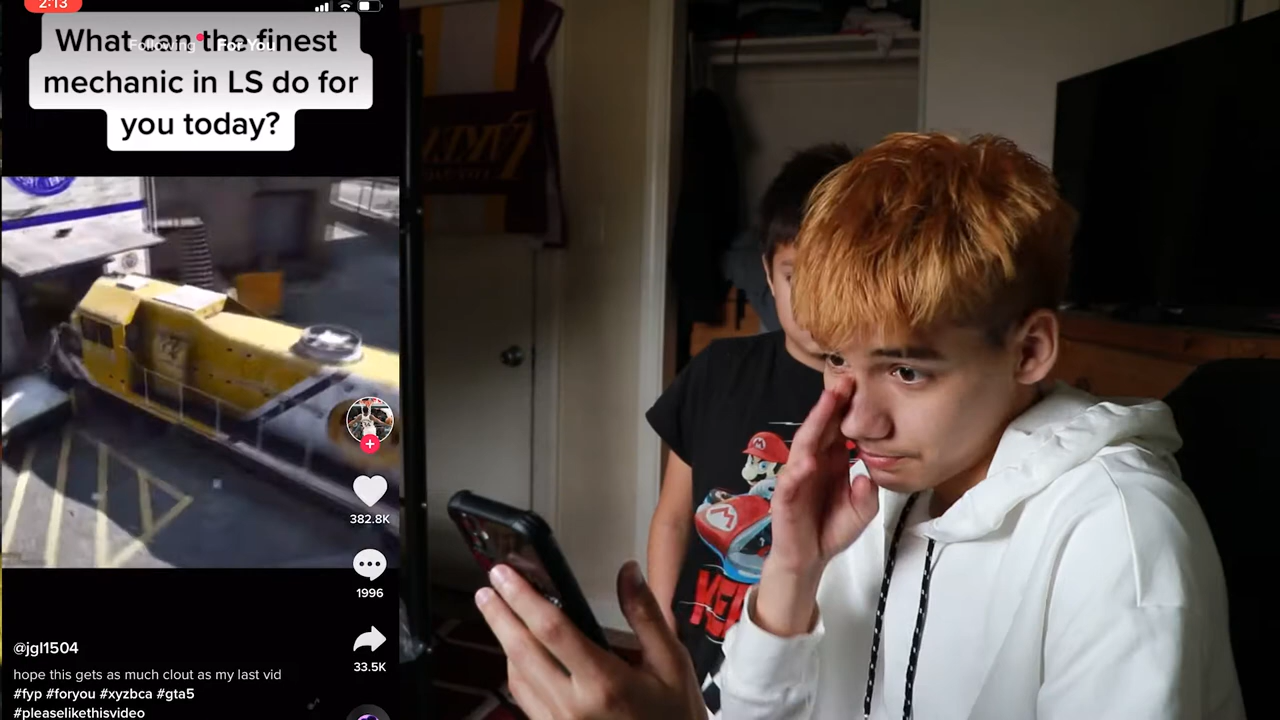 2:13
Following For You
What can the finest
mechanic in LS do for
you today?
382.8K
1996
33.5K
@jgl1504
hope this gets as much clout as my last vid
#fyp #foryou #xyzbca #gta5
#pleaselikethisvideo